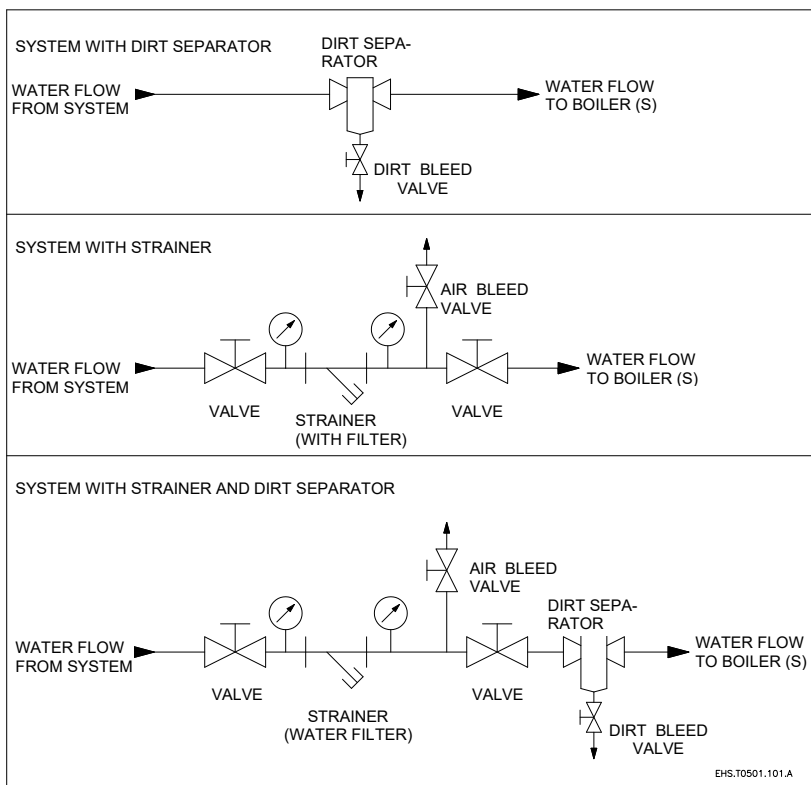 SYSTEM WITH DIRT SEPARATOR
DIRT SEPA-
RATOR
WATER FLOW
FROM SYSTEM
WATER FLOW
TO BOILER (S)
DIRT BLEED
VALVE
SYSTEM WITH STRAINER
AIR BLEED
VALVE
WATER FLOW
FROM SYSTEM
WATER FLOW
TO BOILER (S)
VALVE
STRAINER
(WITH FILTER)
VALVE
SYSTEM WITH STRAINER AND DIRT SEPARATOR
AIR BLEED
VALVE
DIRT SEPA-
RATOR
WATER FLOW
FROM SYSTEM
WATER FLOW
TO BOILER (S)
VALVE
STRAINER
(WATER FILTER)
VALVE
DIRT BLEED
VALVE
EHS.T0501.101.A